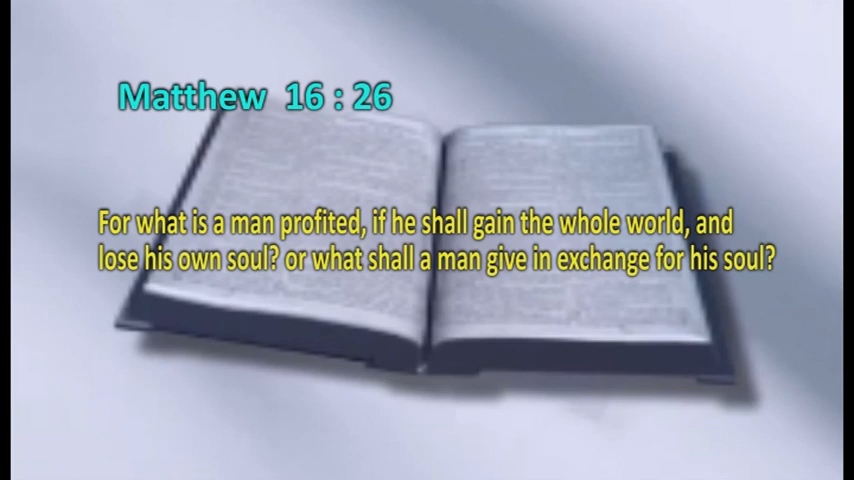 Matthew 16 : 26
For what is a man profited, if he shall gain the whole world, and
lose his own soul? or what shall a man give in exchange for his soul?